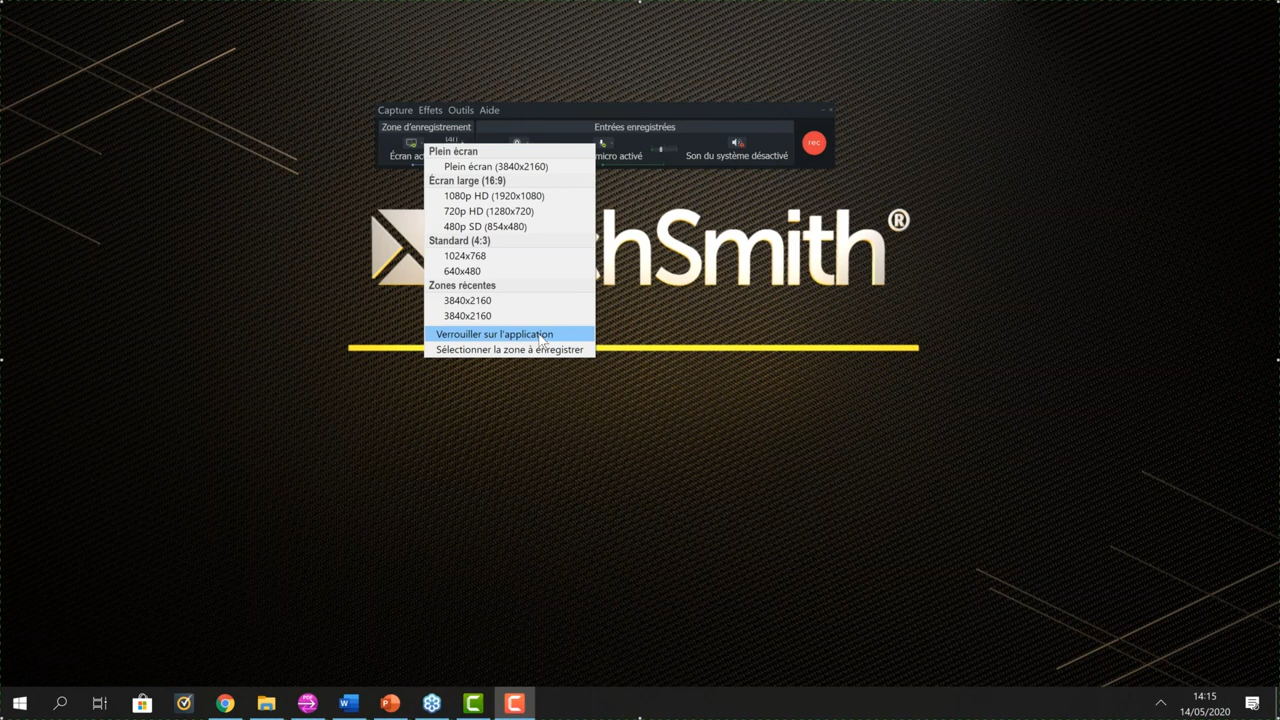 Capture Effets Outils Aide
Zone d'enregistrement
Entrées enregistrées
Écran
micro activé
Son du système désactivé
rec
Plein écran
Plein écran (3840x2160)
Écran large (16:9)
1080p HD (1920x1080)
720p HD (1280x720)
480p SD (854x480)
Standard (4:3)
1024x768
640x480
Zones récentes
3840x2160
3840x2160
Verrouiller sur l'application
Sélectionner la zone à enregistrer
hSmith®
14:15
14/05/2020